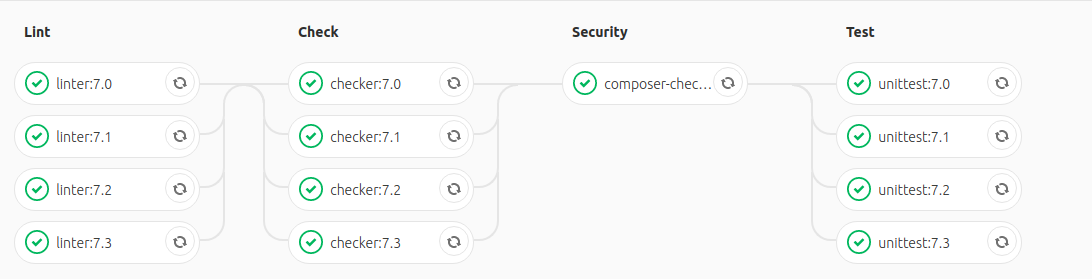 Lint
Check
Security
Test
linter:7.0
checker:7.0
composer-chec...
unittest:7.0
linter:7.1
checker:7.1
unittest:7.1
linter:7.2
checker:7.2
unittest:7.2
linter:7.3
checker:7.3
unittest:7.3